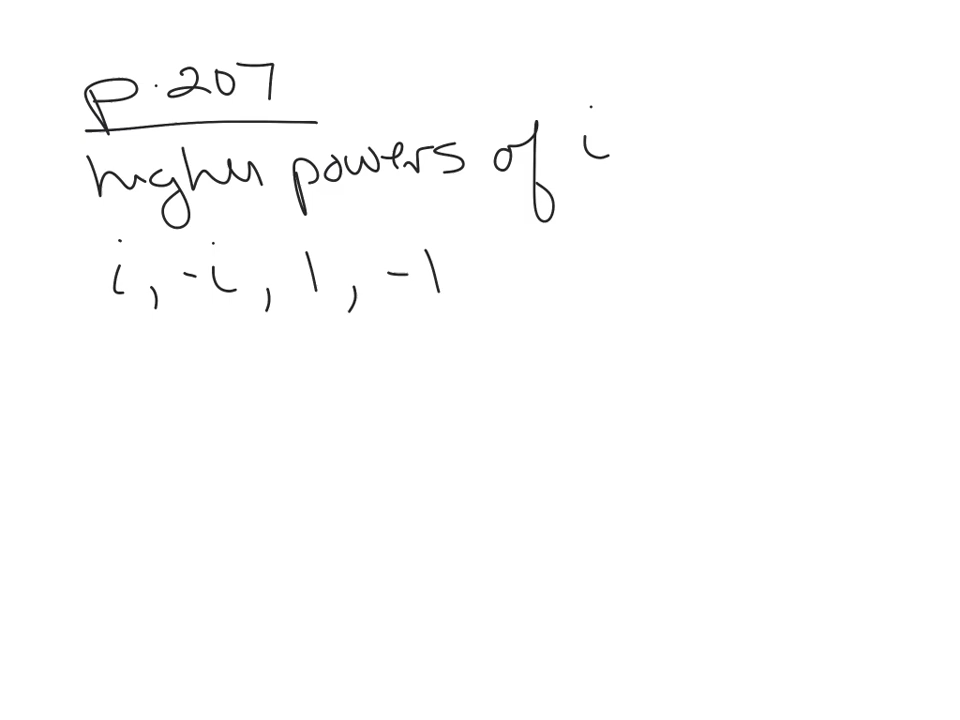 p.207
higher powers of i
i, -i, 1, -1